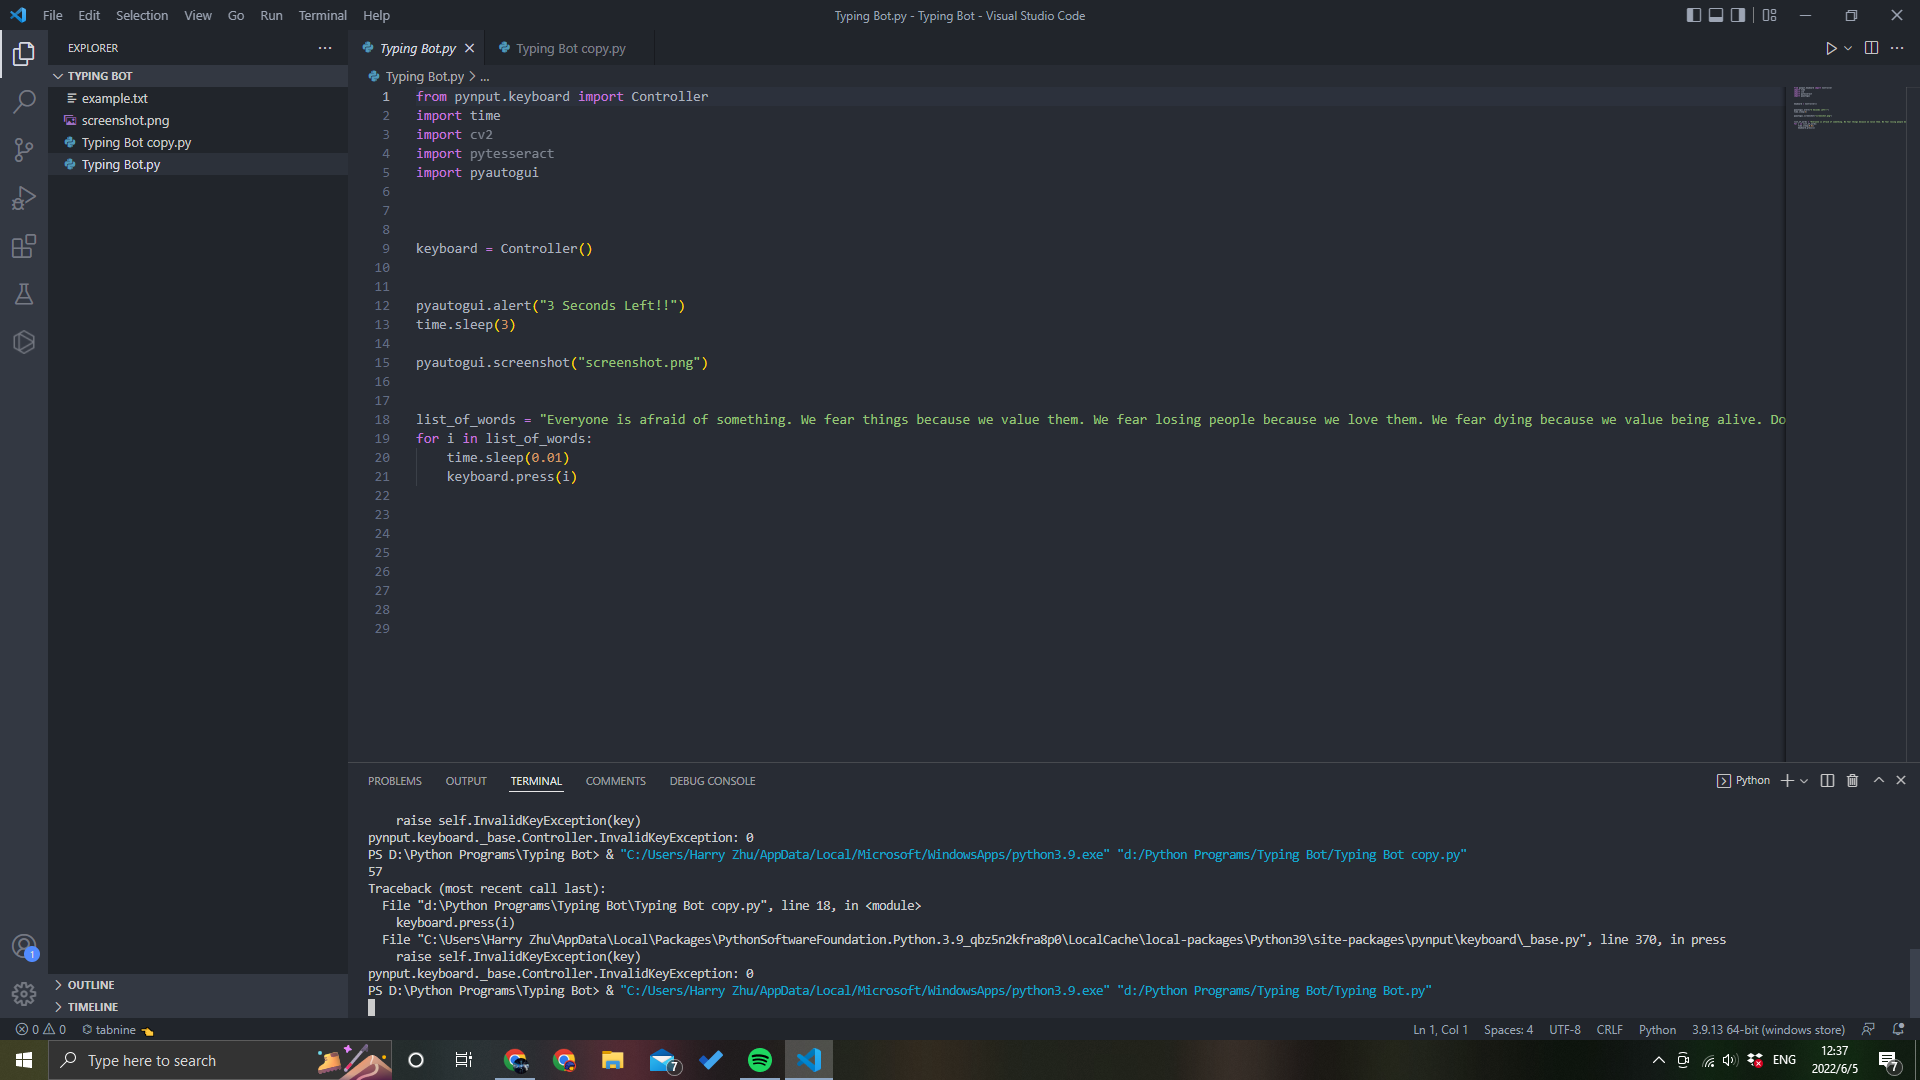 File Edit Selection View Go Run Terminal Help
Typing Bot.py - Typing Bot - Visual Studio Code
EXPLORER
TYPING BOT
example.txt
screenshot.png
Typing Bot copy.py
Typing Bot.py
OUTLINE
TIMELINE
1
Typing Bot.py
Typing Bot copy.py
Typing Bot.py > ...
1 from pynput.keyboard import Controller
2 import time
3 import cv2
4 import pytesseract
5 import pyautogui
6
7
8
9 keyboard = Controller()
10
11
12 pyautogui.alert("3 Seconds Left!!")
13 time.sleep(3)
14
15 pyautogui.screenshot("screenshot.png")
16
17
18 list_of_words = "Everyone is afraid of something. We fear things because we value them. We fear losing people because we love them. We fear dying because we value being alive. Do
19 for i in list_of_words:
20     time.sleep(0.01)
21     keyboard.press(i)
22
23
24
25
26
27
28
29
PROBLEMS OUTPUT TERMINAL COMMENTS DEBUG CONSOLE
Python
    raise self.InvalidKeyException(key)
pynput.keyboard._base.Controller.InvalidKeyException: 0
PS D:\Python Programs\Typing Bot> & "C:/Users/Harry Zhu/AppData/Local/Microsoft/WindowsApps/python3.9.exe" "d:/Python Programs/Typing Bot/Typing Bot copy.py"
57
Traceback (most recent call last):
  File "d:\Python Programs\Typing Bot\Typing Bot copy.py", line 18, in <module>
    keyboard.press(i)
  File "C:\Users\Harry Zhu\AppData\Local\Packages\PythonSoftwareFoundation.Python.3.9_qbz5n2kfra8p0\LocalCache\local-packages\Python39\site-packages\pynput\keyboard\_base.py", line 370, in press
    raise self.InvalidKeyException(key)
pynput.keyboard._base.Controller.InvalidKeyException: 0
PS D:\Python Programs\Typing Bot> & "C:/Users/Harry Zhu/AppData/Local/Microsoft/WindowsApps/python3.9.exe" "d:/Python Programs/Typing Bot/Typing Bot.py"
0 0 tabnine
Ln 1, Col 1 Spaces: 4 UTF-8 CRLF Python 3.9.13 64-bit (windows store)
Type here to search
7
ENG
12:37
2022/6/5
7